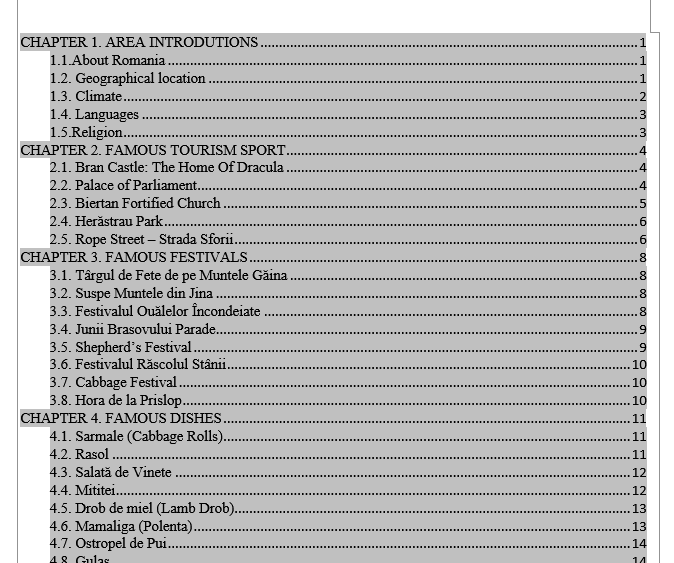 CHAPTER 1. AREA INTRODUTIONS ........ 1
1.1.About Romania ........ 1
1.2. Geographical location ........ 1
1.3. Climate ........ 2
1.4. Languages ........ 3
1.5.Religion ........ 3
CHAPTER 2. FAMOUS TOURISM SPORT ........ 4
2.1. Bran Castle: The Home Of Dracula ........ 4
2.2. Palace of Parliament ........ 4
2.3. Biertan Fortified Church ........ 5
2.4. Herăstrau Park ........ 6
2.5. Rope Street – Strada Sforii ........ 6
CHAPTER 3. FAMOUS FESTIVALS ........ 8
3.1. Târgul de Fete de pe Muntele Găina ........ 8
3.2. Suspe Muntele din Jina ........ 8
3.3. Festivalul Ouălelor Încondeiate ........ 8
3.4. Junii Brasovului Parade ........ 9
3.5. Shepherd’s Festival ........ 9
3.6. Festivalul Răscolul Stânii ........ 10
3.7. Cabbage Festival ........ 10
3.8. Hora de la Prislop ........ 10
CHAPTER 4. FAMOUS DISHES ........ 11
4.1. Sarmale (Cabbage Rolls) ........ 11
4.2. Rasol ........ 11
4.3. Salată de Vinete ........ 12
4.4. Mititei ........ 12
4.5. Drob de miel (Lamb Drob) ........ 13
4.6. Mamaliga (Polenta) ........ 13
4.7. Ostropel de Pui ........ 14
4.8. Gulaș ........ 14